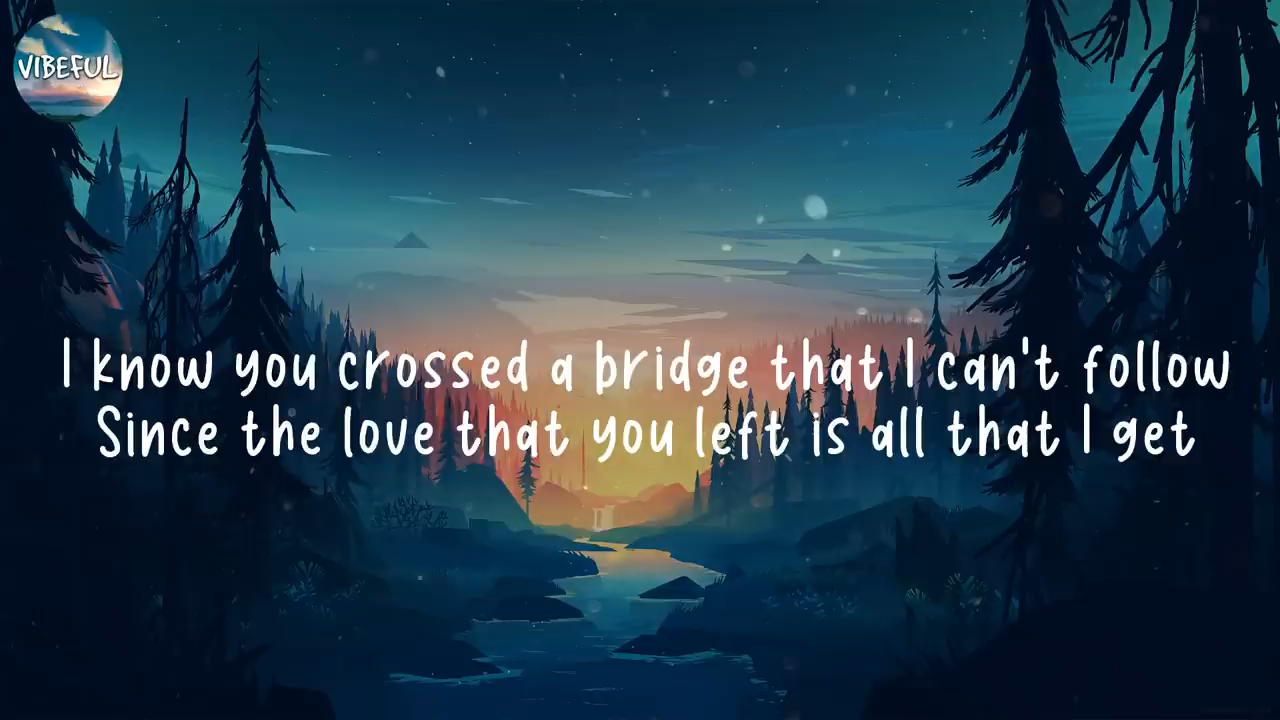 VIBEFUL
I know you crossed a bridge that I can't follow
Since the love that you left is all that I get